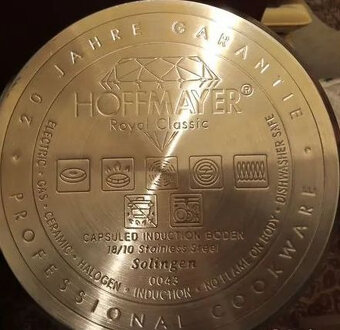 20 JAHRE GARANTIE
HOFFMAYER®
Royal Classic
ELECTRIC • GAS • CERAMIC • HALOGEN • INDUCTION • NO FLAME ON BODY • DISHWASHER SAFE
CAPSULED INDUCTION BODEN
18/10 Stainless Steel
Solingen
0043
PROFESSIONAL COOKWARE